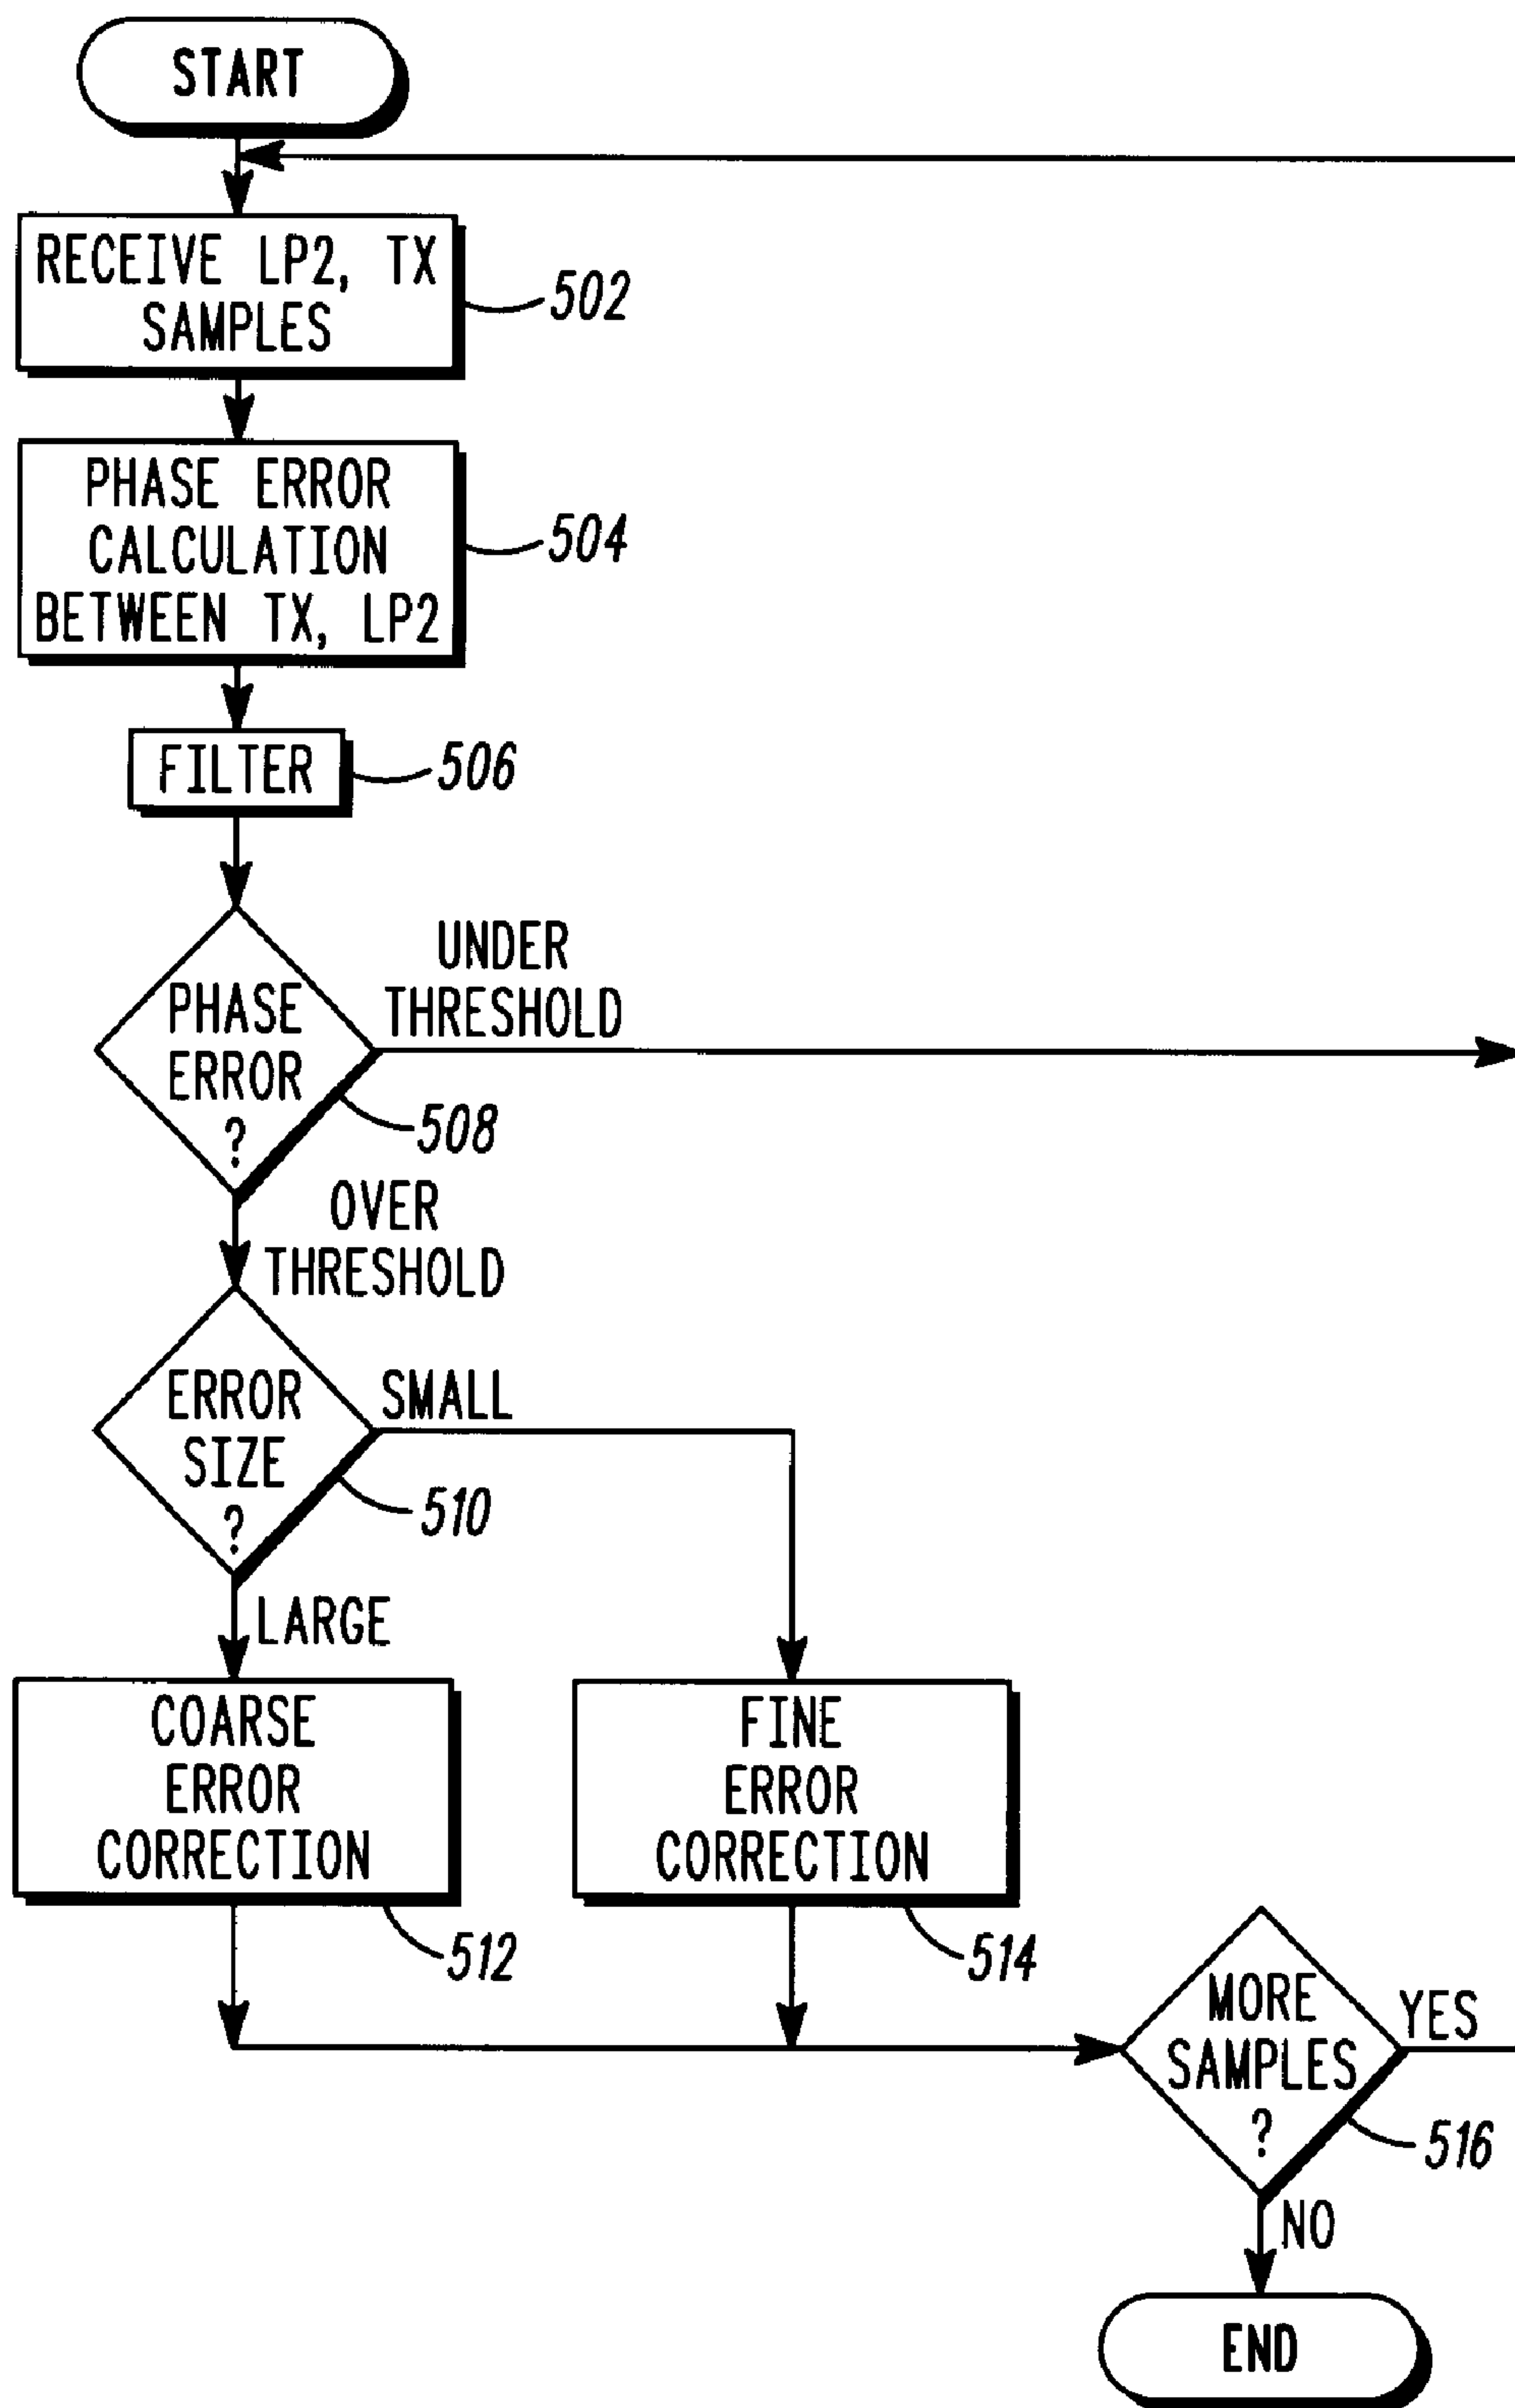 START
RECEIVE LP2, TX
SAMPLES
502
PHASE ERROR
CALCULATION
BETWEEN TX, LP2
504
FILTER
506
PHASE
ERROR
?
508
UNDER
THRESHOLD
OVER
THRESHOLD
ERROR
SIZE
?
510
SMALL
LARGE
COARSE
ERROR
CORRECTION
512
FINE
ERROR
CORRECTION
514
MORE
SAMPLES
?
516
YES
NO
END